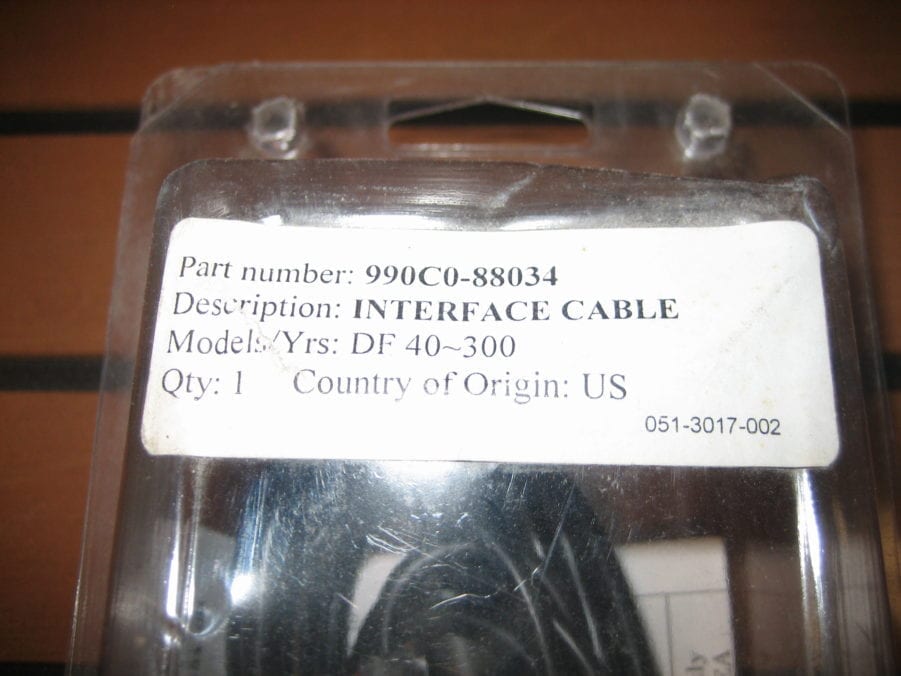 Part number: 990C0-88034
Description: INTERFACE CABLE
Models/Yrs: DF 40~300
Qty: 1 Country of Origin: US
051-3017-002